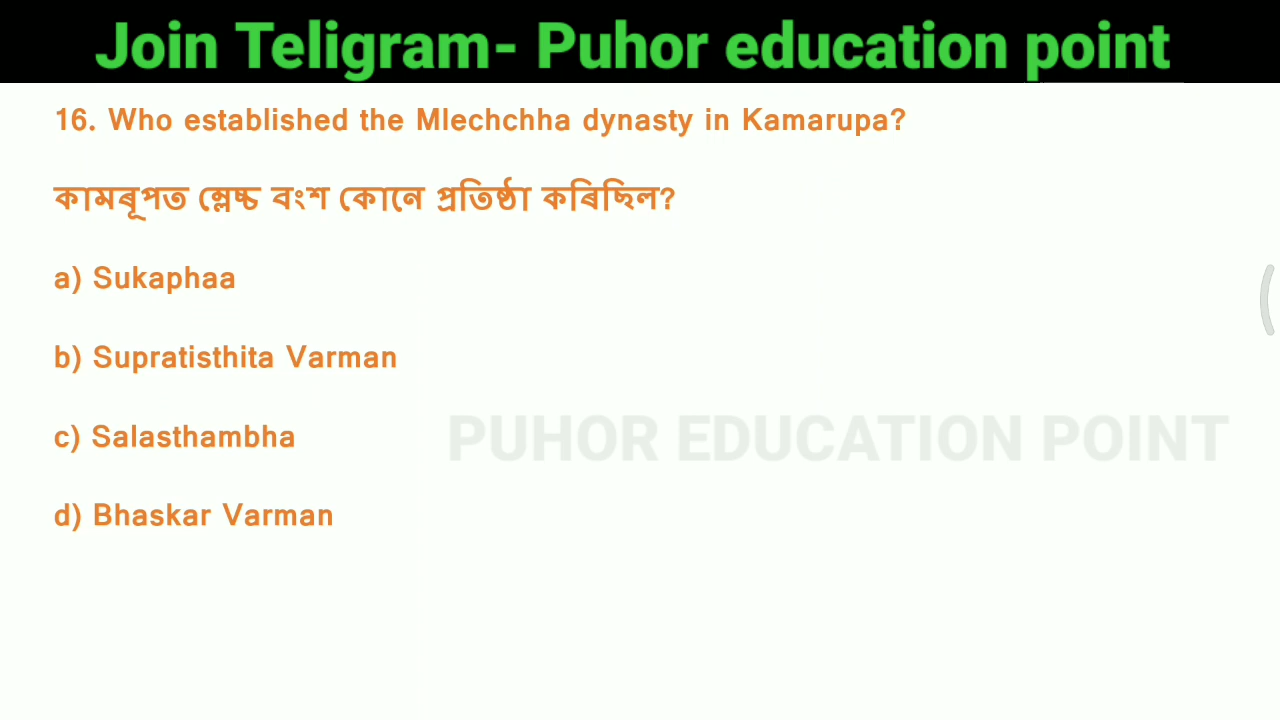 Join Teligram- Puhor education point
16. Who established the Mlechchha dynasty in Kamarupa?
কামৰূপত ম্লেচ্চ বংশ কোনে প্ৰতিষ্ঠা কৰিছিল?
a) Sukaphaa
b) Supratisthita Varman
c) Salasthambha
PUHOR EDUCATION POINT
d) Bhaskar Varman